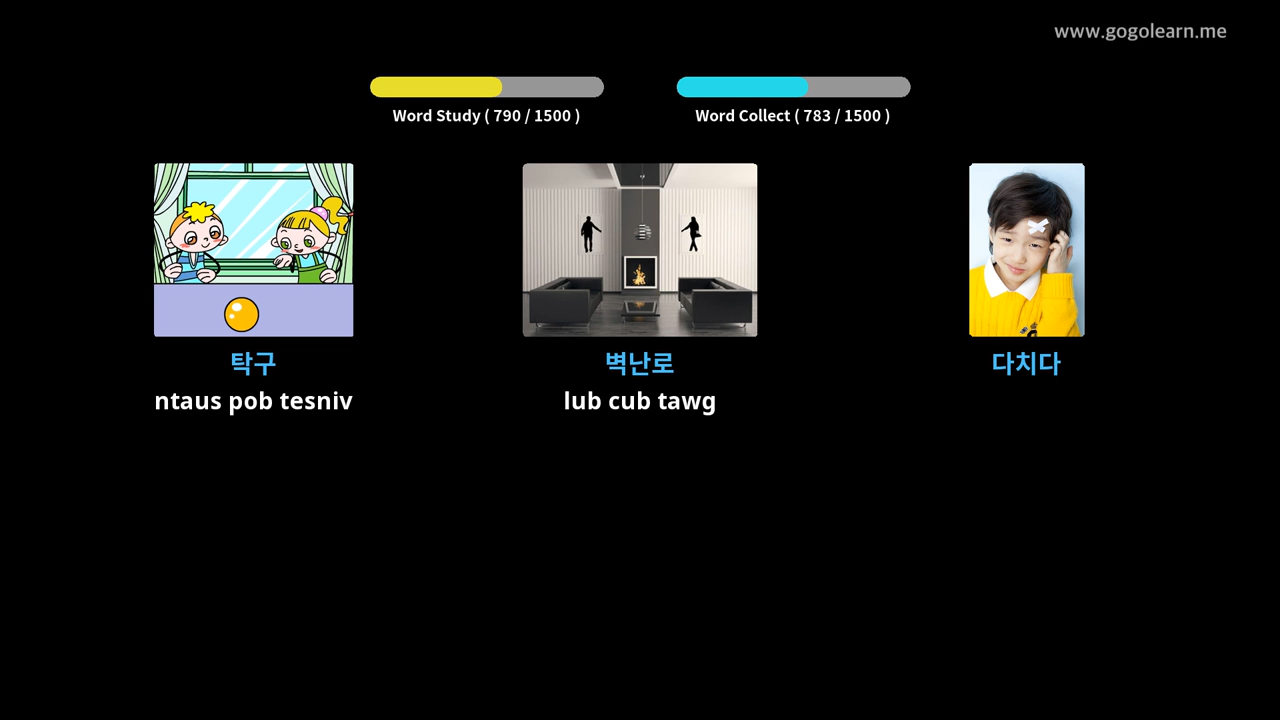 www.gogolearn.me
Word Study ( 790 / 1500 )
Word Collect ( 783 / 1500 )
탁구
벽난로
다치다
ntaus pob tesniv
lub cub tawg